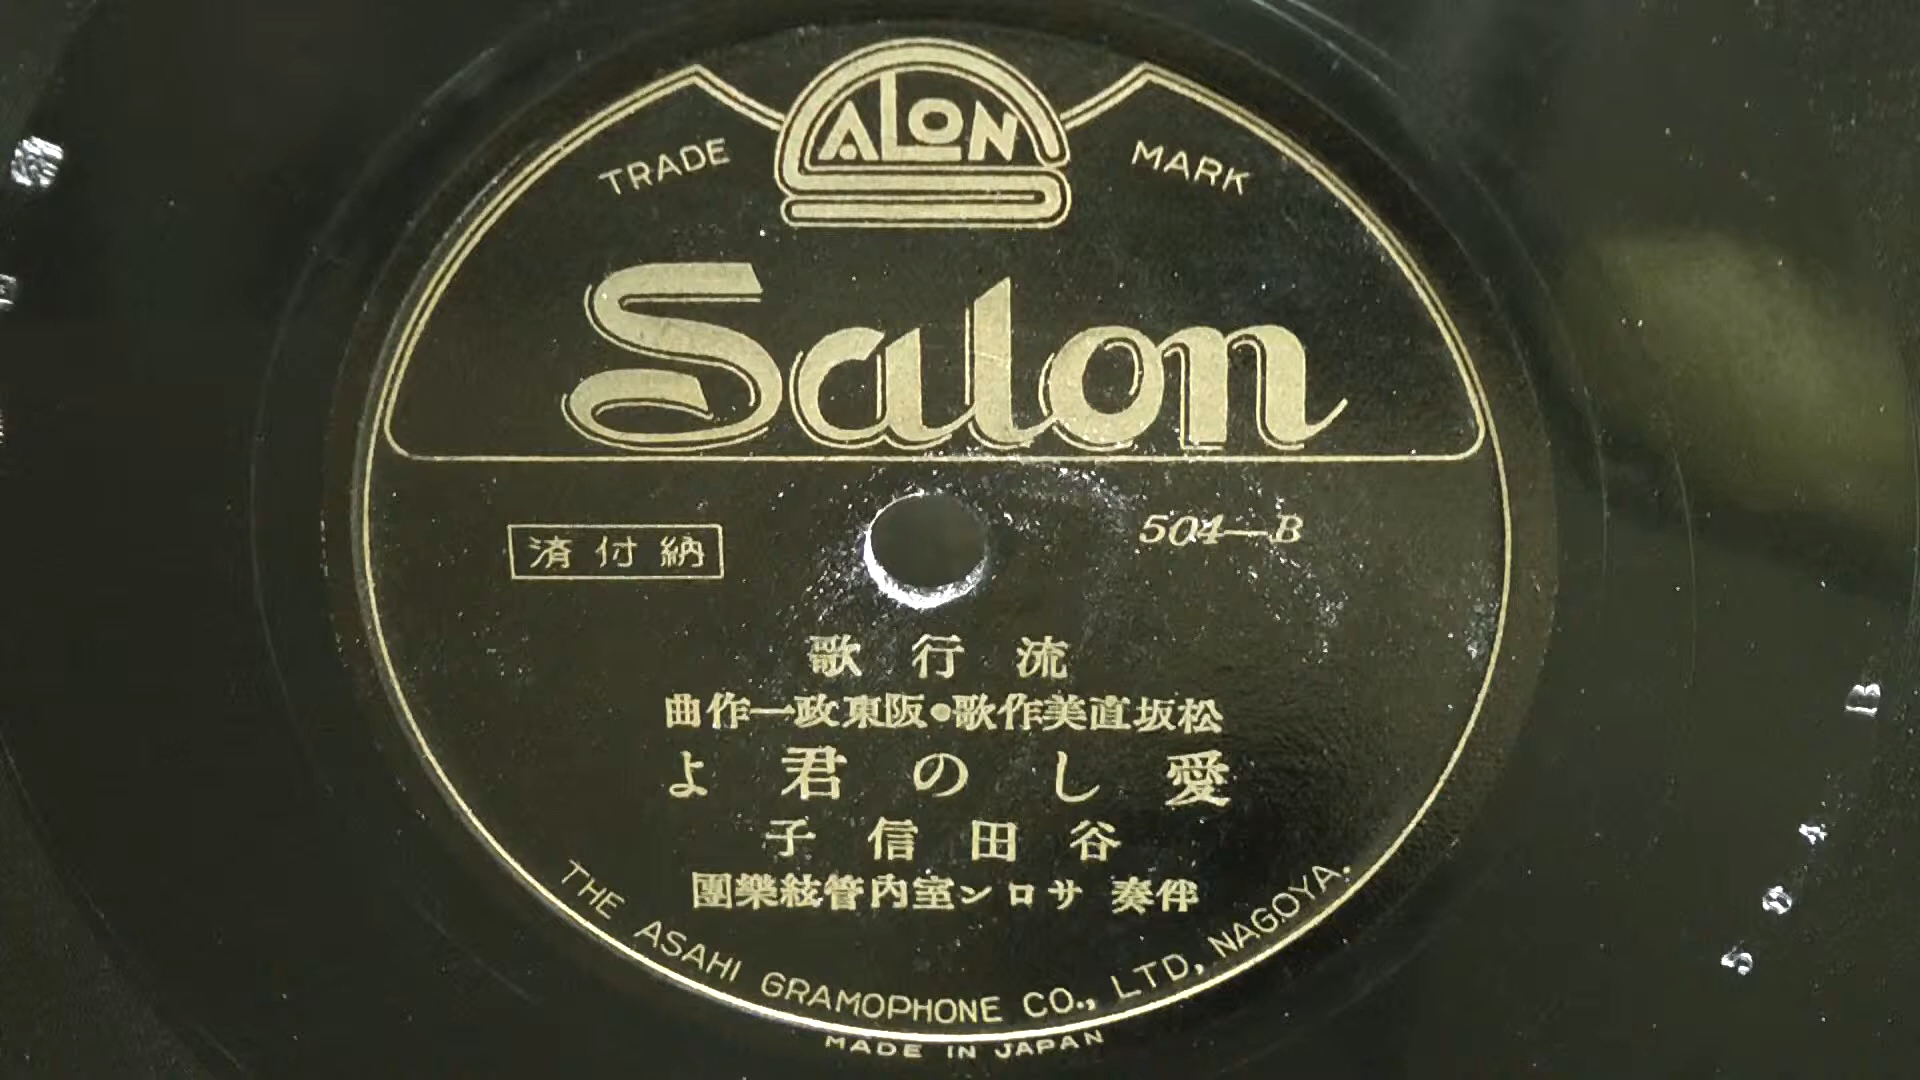 SALON
TRADE MARK
Salon
納付済
504—B
流行歌
松坂直美作歌●阪東政一作曲
愛しの君よ
谷田信子
伴奏 サロン室内管絃樂團
THE ASAHI GRAMOPHONE CO., LTD, NAGOYA.
MADE IN JAPAN
504 B